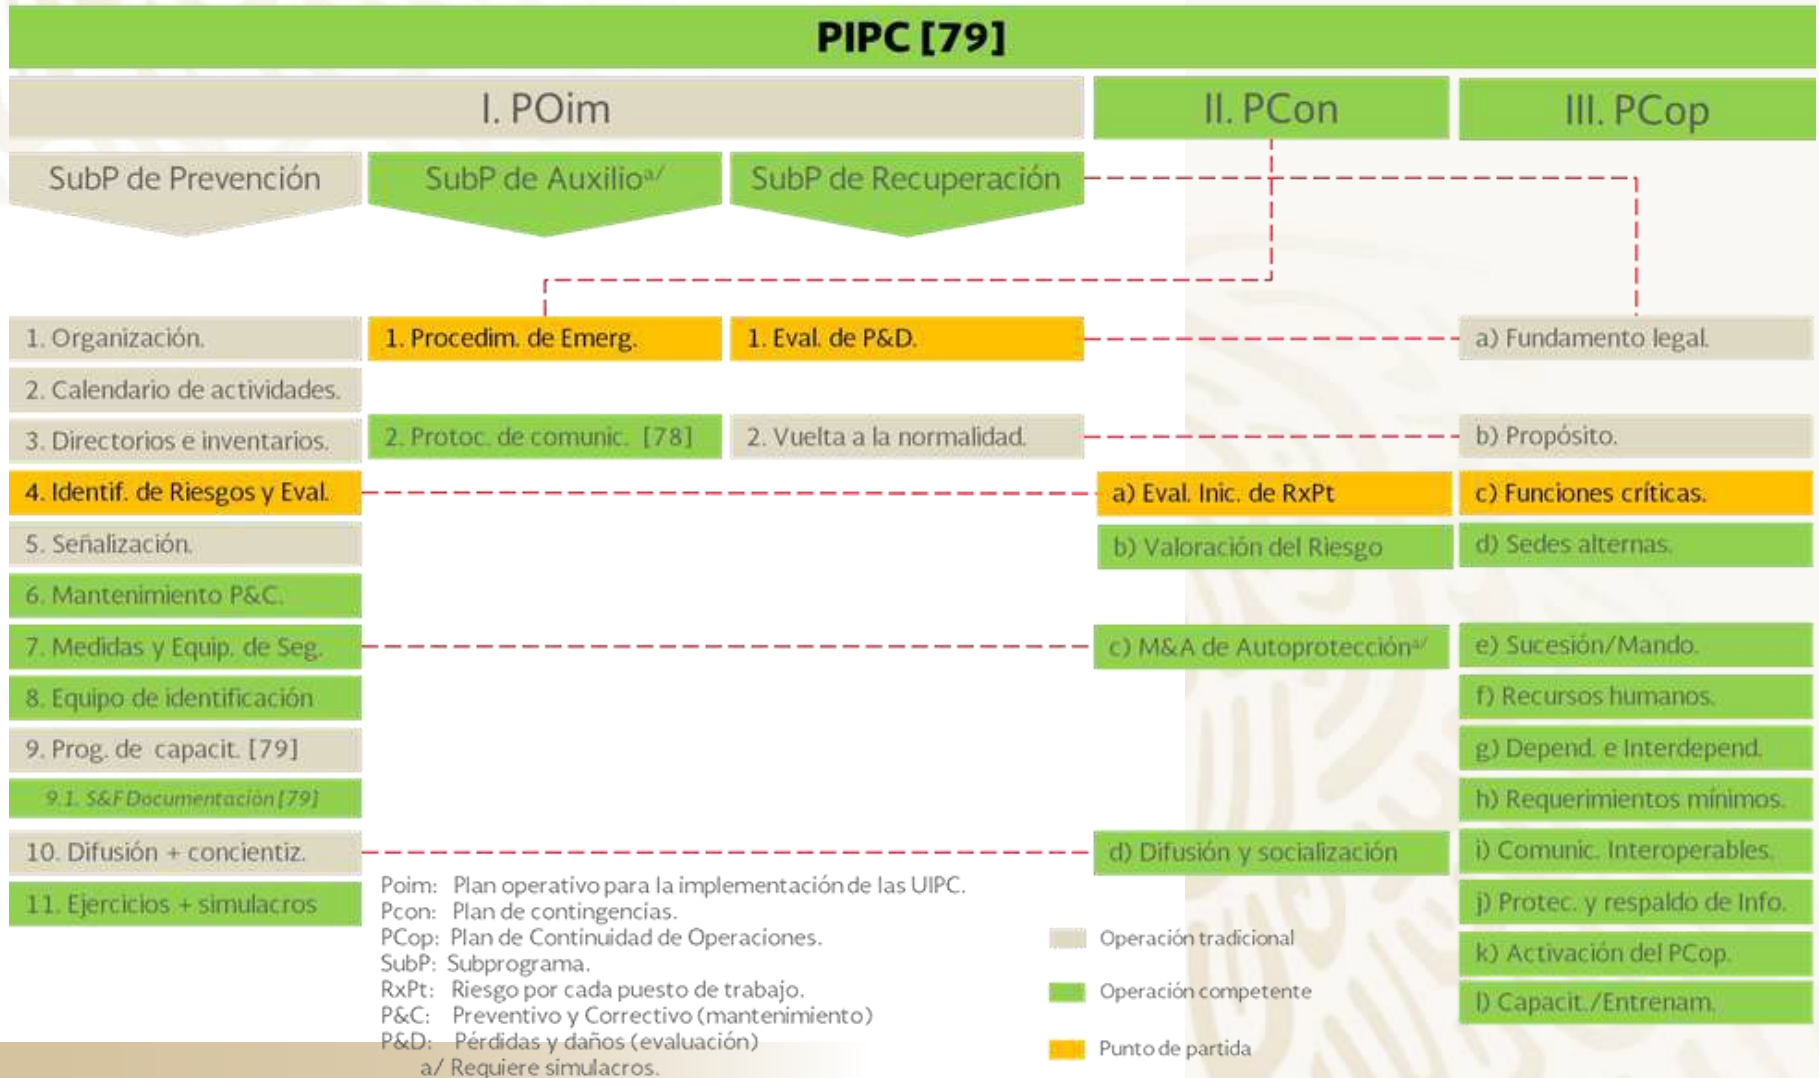 PIPC [79]
I. POim
II. PCon
III. PCop
SubP de Prevención
SubP de Auxilioᵃ/
SubP de Recuperación
1. Organización.
1. Procedim. de Emerg.
1. Eval. de P&D.
a) Fundamento legal.
2. Calendario de actividades.
3. Directorios e inventarios.
2. Protoc. de comunic. [78]
2. Vuelta a la normalidad.
b) Propósito.
4. Identif. de Riesgos y Eval.
a) Eval. Inic. de RxPt
c) Funciones críticas.
5. Señalización.
b) Valoración del Riesgo
d) Sedes alternas.
6. Mantenimiento P&C.
7. Medidas y Equip. de Seg.
c) M&A de Autoprotecciónᵃ/
e) Sucesión/Mando.
8. Equipo de identificación
f) Recursos humanos.
9. Prog. de capacit. [79]
g) Depend. e Interdepend.
9.1. S&F Documentación [79]
h) Requerimientos mínimos.
10. Difusión + concientiz.
d) Difusión y socialización
i) Comunic. Interoperables.
11. Ejercicios + simulacros
j) Protec. y respaldo de Info.
k) Activación del PCop.
l) Capacit./Entrenam.
Poim: Plan operativo para la implementación de las UIPC.
Pcon: Plan de contingencias.
PCop: Plan de Continuidad de Operaciones.
SubP: Subprograma.
RxPt: Riesgo por cada puesto de trabajo.
P&C: Preventivo y Correctivo (mantenimiento)
P&D: Pérdidas y daños (evaluación)
a/ Requiere simulacros.
Operación tradicional
Operación competente
Punto de partida